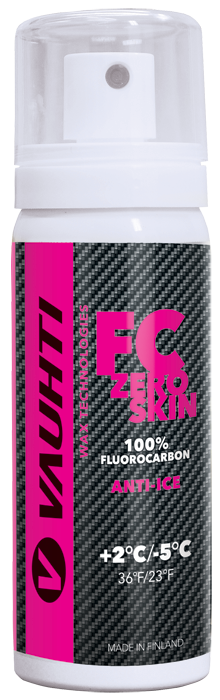 VAUHTI
WAX TECHNOLOGIES
FC
ZERO
SKIN
100%
FLUOROCARBON
ANTI-ICE
+2°C/-5°C
36°F/23°F
MADE IN FINLAND